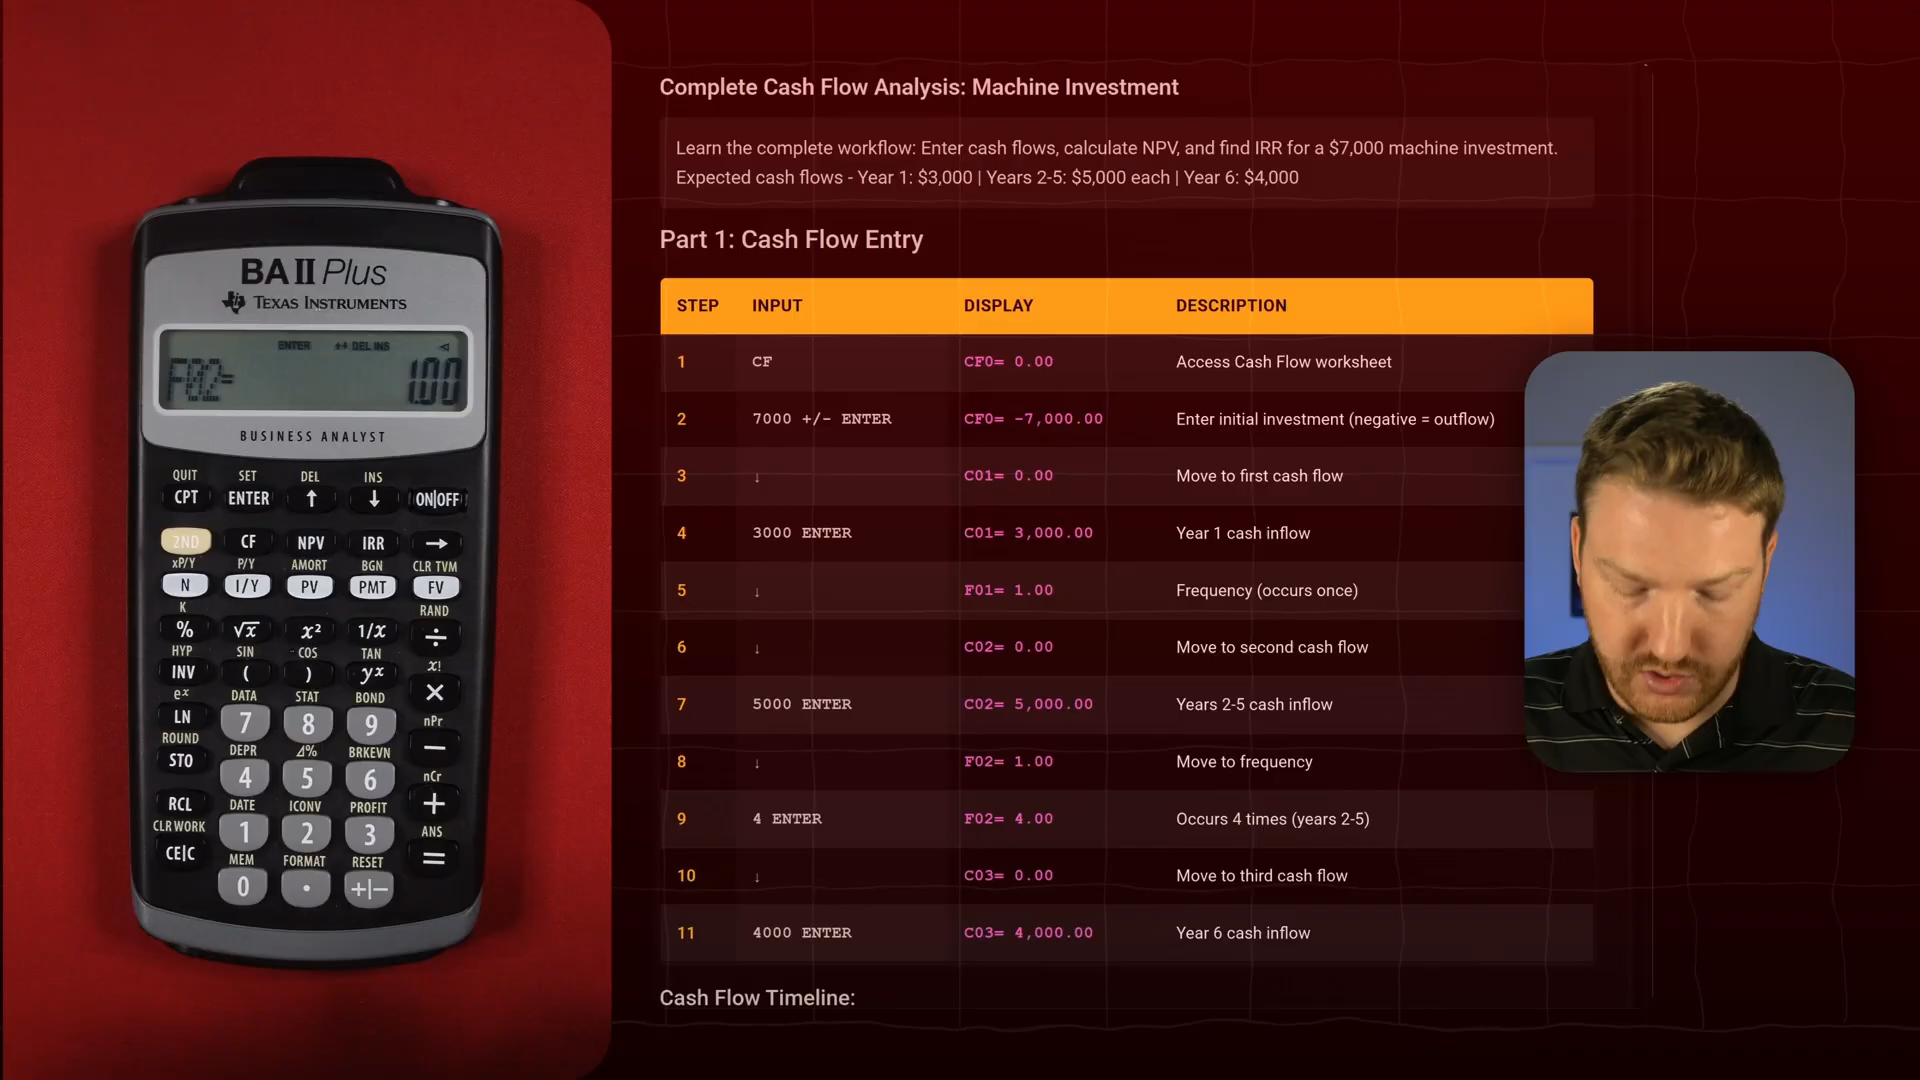 BA II Plus
TEXAS INSTRUMENTS
ENTER ↓↑ DEL INS
F02= 1.00
BUSINESS ANALYST
QUIT SET DEL INS
CPT ENTER ↑ ↓ ON|OFF
2ND CF NPV IRR →
xP/Y P/Y AMORT BGN CLR TVM
N I/Y PV PMT FV
K RAND
% √x x² 1/x ÷
HYP SIN COS TAN x!
INV ( ) yˣ ×
eˣ DATA STAT BOND nPr
LN 7 8 9 −
ROUND DEPR Δ% BRKEVN nCr
STO 4 5 6 +
DATE ICONV PROFIT ANS
RCL 1 2 3 =
CLR WORK MEM FORMAT RESET
CE|C 0 . +|−
Complete Cash Flow Analysis: Machine Investment
Learn the complete workflow: Enter cash flows, calculate NPV, and find IRR for a $7,000 machine investment.
Expected cash flows - Year 1: $3,000 | Years 2-5: $5,000 each | Year 6: $4,000
Part 1: Cash Flow Entry
STEP INPUT DISPLAY DESCRIPTION
1 CF CF0= 0.00 Access Cash Flow worksheet
2 7000 +/- ENTER CF0= -7,000.00 Enter initial investment (negative = outflow)
3 ↓ C01= 0.00 Move to first cash flow
4 3000 ENTER C01= 3,000.00 Year 1 cash inflow
5 ↓ F01= 1.00 Frequency (occurs once)
6 ↓ C02= 0.00 Move to second cash flow
7 5000 ENTER C02= 5,000.00 Years 2-5 cash inflow
8 ↓ F02= 1.00 Move to frequency
9 4 ENTER F02= 4.00 Occurs 4 times (years 2-5)
10 ↓ C03= 0.00 Move to third cash flow
11 4000 ENTER C03= 4,000.00 Year 6 cash inflow
Cash Flow Timeline: